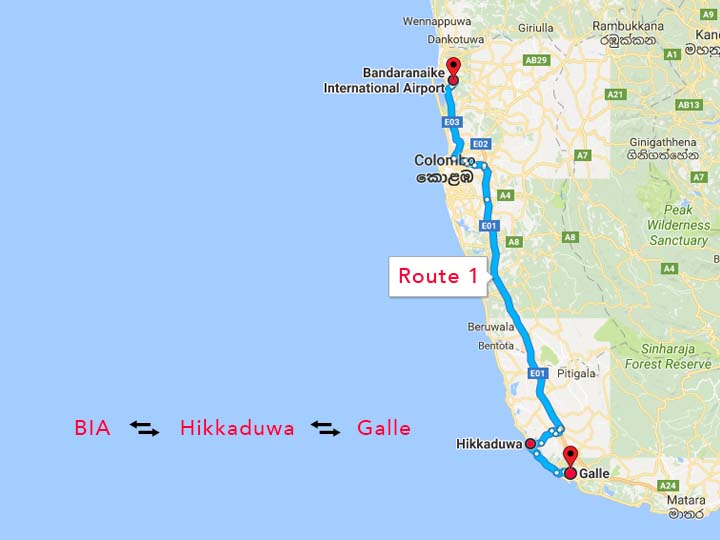 Wennappuwa
Dankotuwa
Giriulla
Rambukkana
රඹුක්කන
A9
A1
Bandaranaike
International Airport
AB29
A21
AB13
E03
E02
Colombo
කොළඹ
A7
Ginigathhena
ගිනිගත්හේන
A7
A4
E01
A8
A8
Peak
Wilderness
Sanctuary
A4
Route 1
Beruwala
Bentota
E01
Pitigala
Sinharaja
Forest Reserve
BIA
Hikkaduwa
Galle
Hikkaduwa
Galle
A24
Matara
මාතර